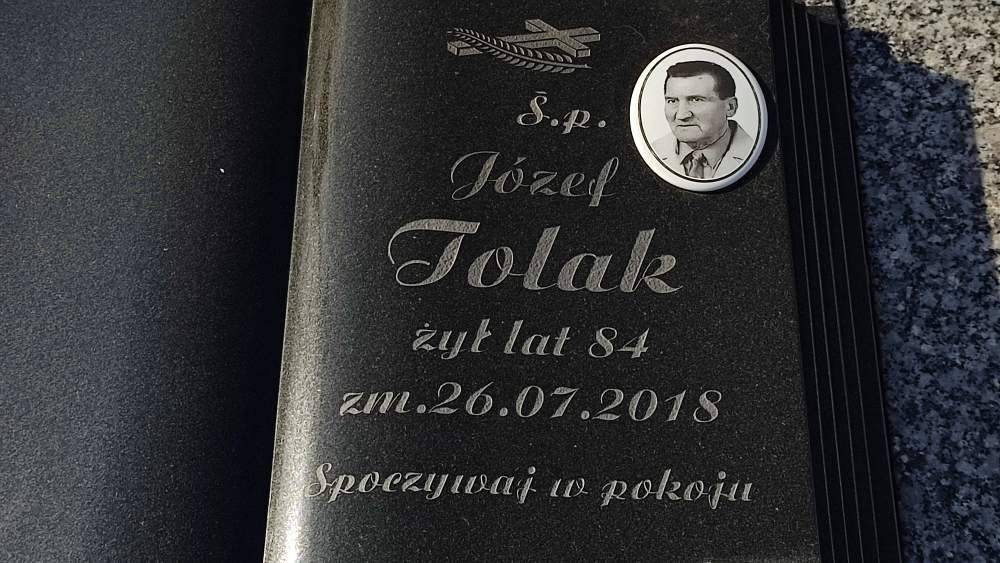 Ś.p.
Józef
Tolak
żył lat 84
zm.26.07.2018
Spoczywaj w pokoju